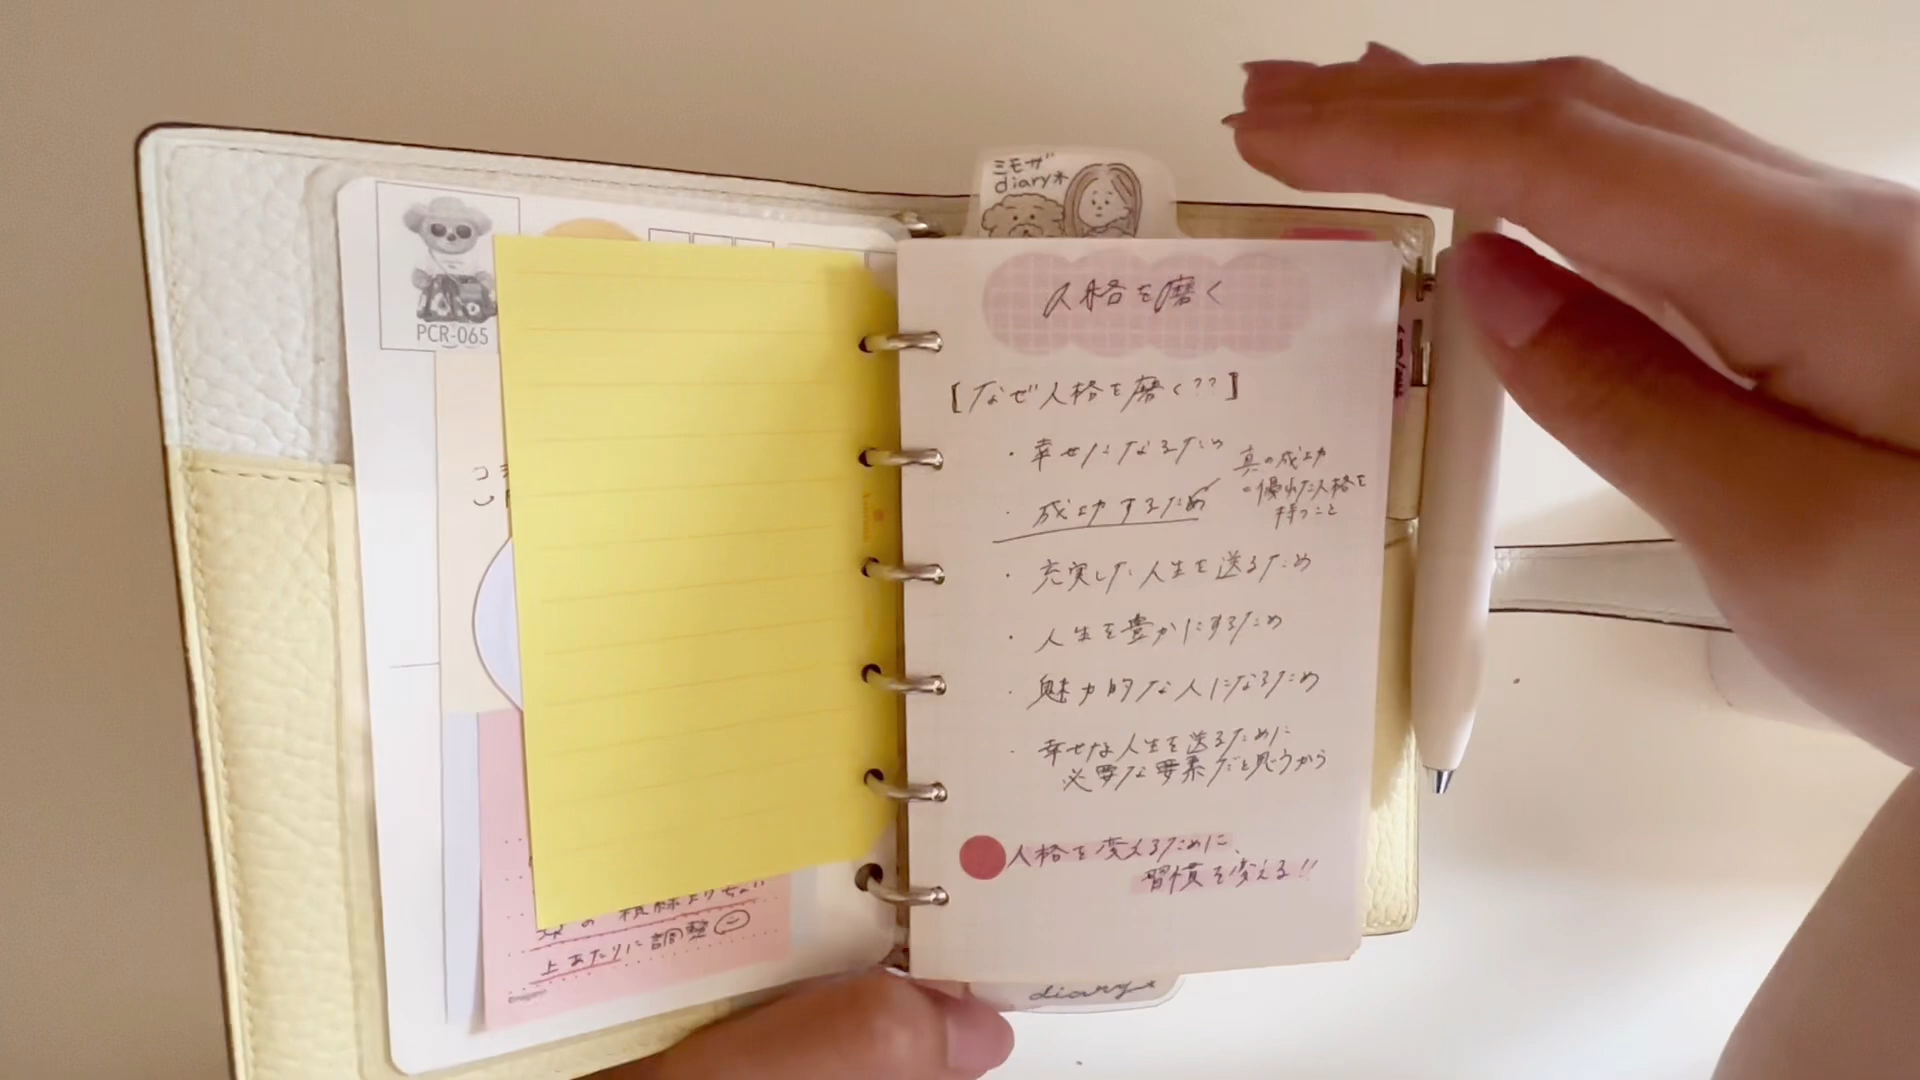 PCR-065
上あたりに調整
ミモザ
diary*
人格を磨く
[なぜ人格を磨く??]
・幸せになるため
・成功するため
真の成功
=優れた人格を
持つこと
・充実した人生を送るため
・人生を豊かにするため
・魅力的な人になるため
・幸せな人生を送るために
必要な要素だと思うから
人格を変えるために、
習慣を変える!!
diary*